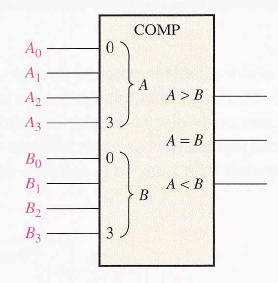 COMP
A0 0
A1
A A > B
A2
A3 3
A = B
B0 0
B1 A < B
B
B2
B3 3